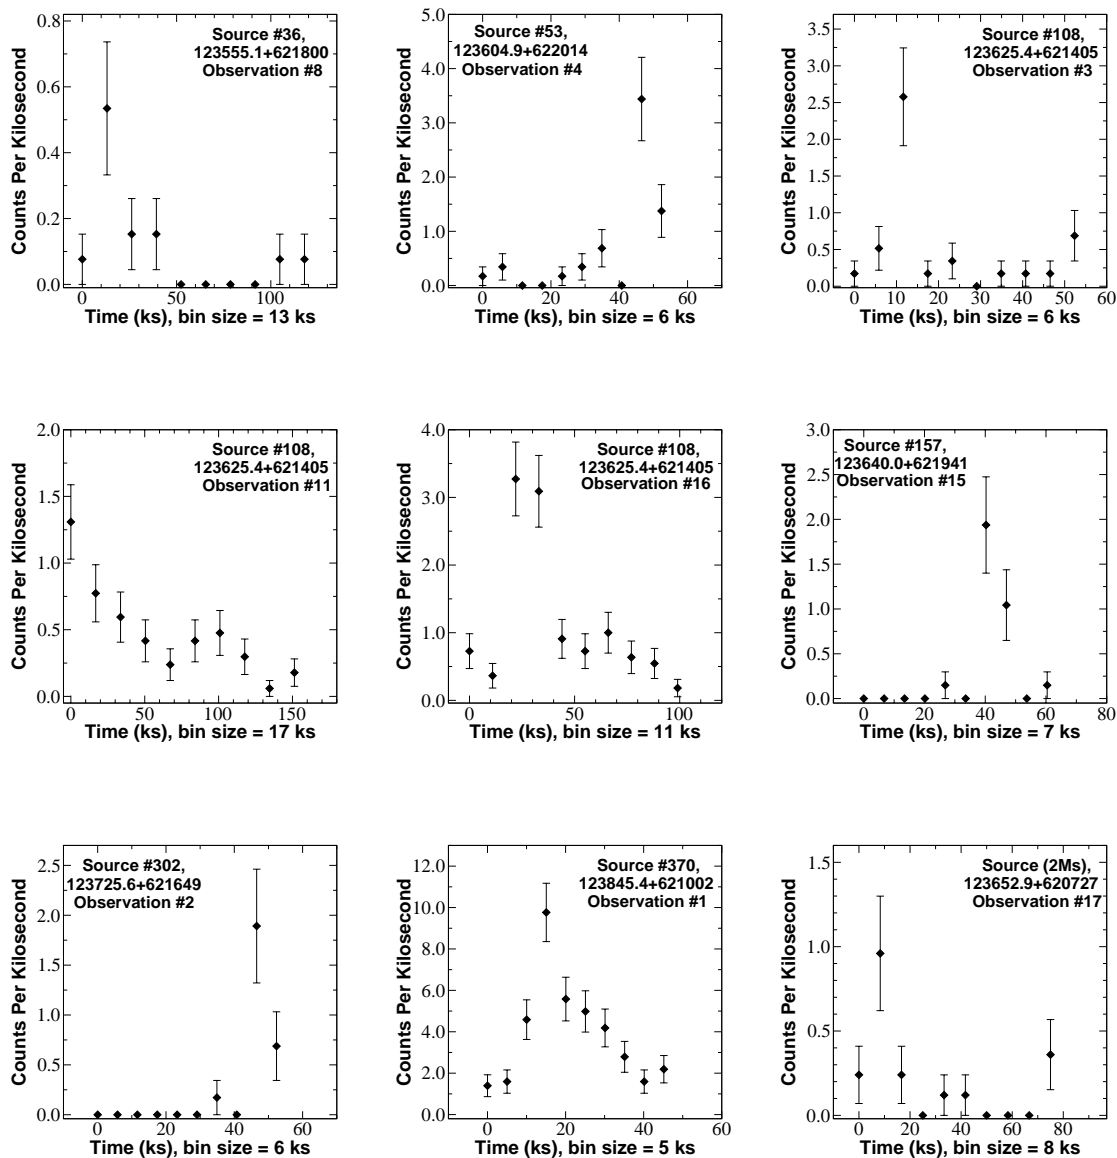 Source #36,
123555.1+621800
Observation #8
Counts Per Kilosecond
0.8
0.6
0.4
0.2
0.0
0 50 100
Time (ks), bin size = 13 ks
Source #53,
123604.9+622014
Observation #4
Counts Per Kilosecond
5.0
4.0
3.0
2.0
1.0
0.0
0 20 40 60
Time (ks), bin size = 6 ks
Source #108,
123625.4+621405
Observation #3
Counts Per Kilosecond
3.5
3.0
2.5
2.0
1.5
1.0
0.5
0.0
0 10 20 30 40 50 60
Time (ks), bin size = 6 ks
Source #108,
123625.4+621405
Observation #11
Counts Per Kilosecond
2.0
1.5
1.0
0.5
0.0
0 50 100 150
Time (ks), bin size = 17 ks
Source #108,
123625.4+621405
Observation #16
Counts Per Kilosecond
4.0
3.0
2.0
1.0
0.0
0 50 100
Time (ks), bin size = 11 ks
Source #157,
123640.0+621941
Observation #15
Counts Per Kilosecond
3.0
2.5
2.0
1.5
1.0
0.5
0.0
0 20 40 60 80
Time (ks), bin size = 7 ks
Source #302,
123725.6+621649
Observation #2
Counts Per Kilosecond
2.5
2.0
1.5
1.0
0.5
0.0
0 20 40 60
Time (ks), bin size = 6 ks
Source #370,
123845.4+621002
Observation #1
Counts Per Kilosecond
12.0
10.0
8.0
6.0
4.0
2.0
0.0
0 20 40 60
Time (ks), bin size = 5 ks
Source (2Ms),
123652.9+620727
Observation #17
Counts Per Kilosecond
1.5
1.0
0.5
0.0
0 20 40 60 80
Time (ks), bin size = 8 ks